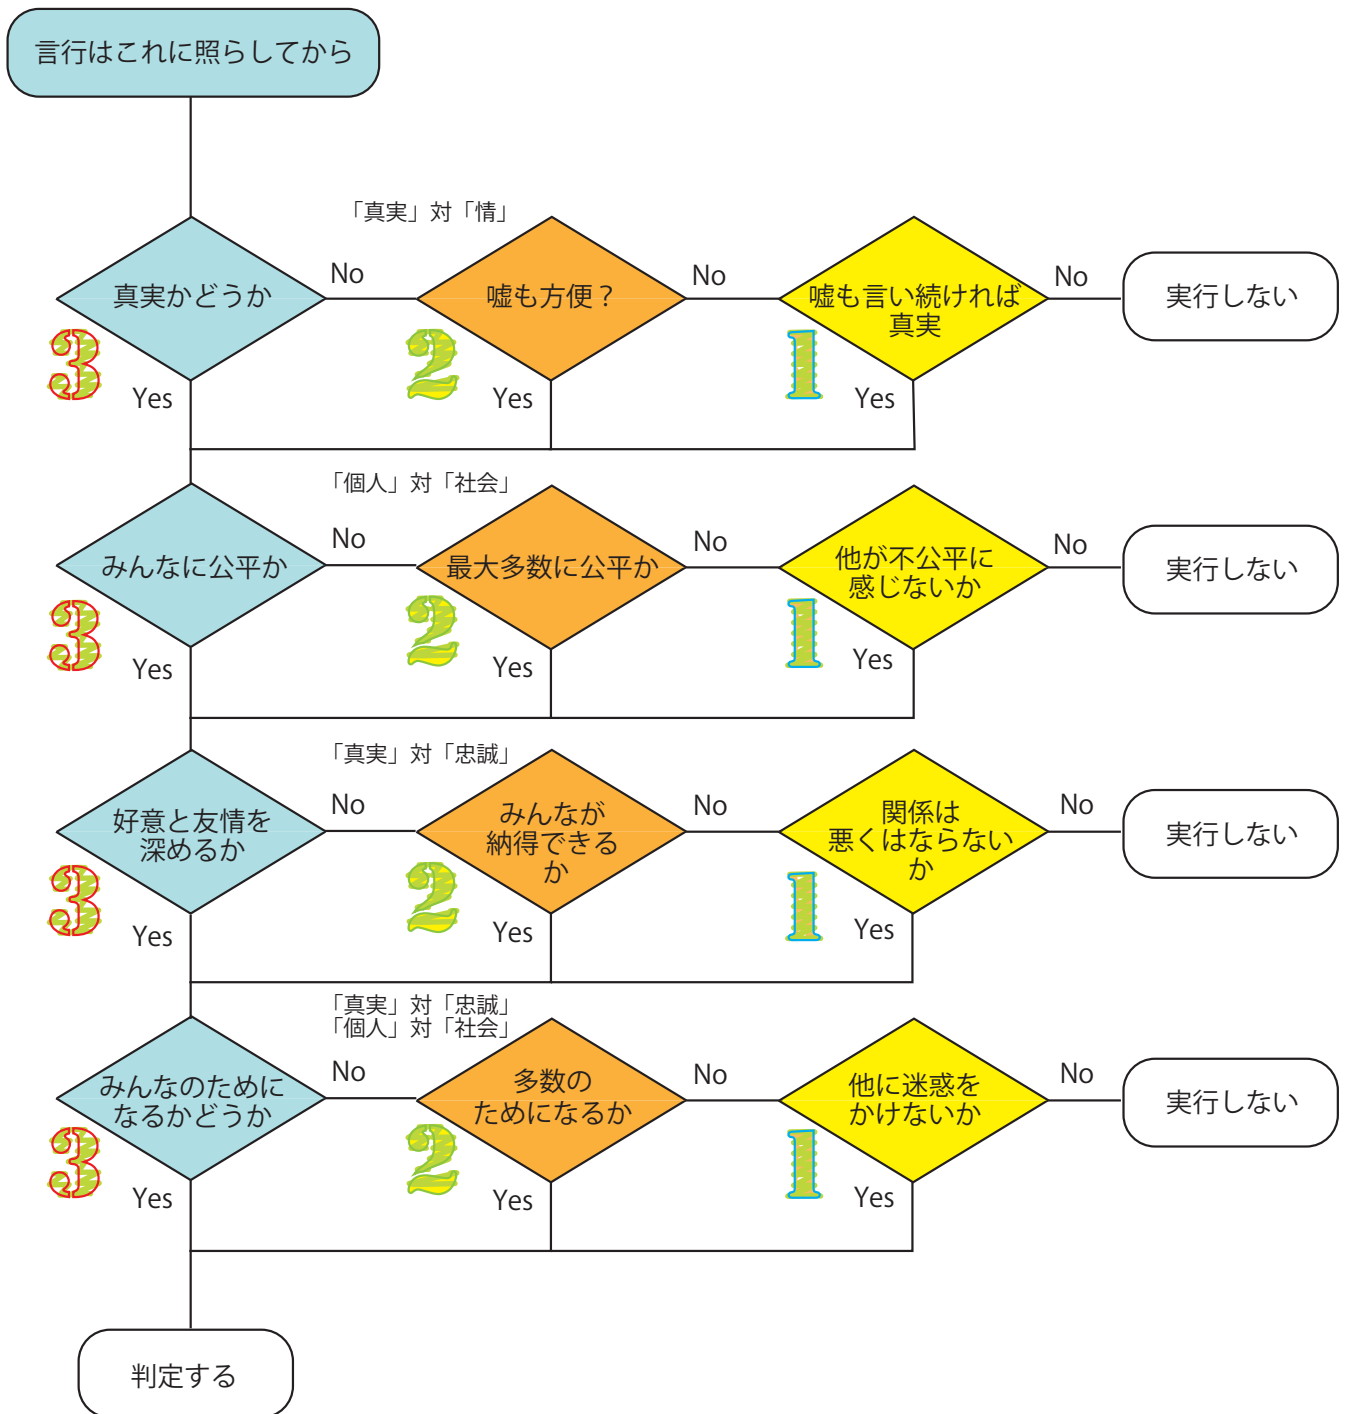 言行はこれに照らしてから
「真実」対「情」
真実かどうか
No
嘘も方便？
No
嘘も言い続ければ
真実
No
実行しない
3
Yes
2
Yes
1
Yes
「個人」対「社会」
みんなに公平か
No
最大多数に公平か
No
他が不公平に
感じないか
No
実行しない
3
Yes
2
Yes
1
Yes
「真実」対「忠誠」
好意と友情を
深めるか
No
みんなが
納得できる
か
No
関係は
悪くはならない
か
No
実行しない
3
Yes
2
Yes
1
Yes
「真実」対「忠誠」
「個人」対「社会」
みんなのために
なるかどうか
No
多数の
ためになるか
No
他に迷惑を
かけないか
No
実行しない
3
Yes
2
Yes
1
Yes
判定する